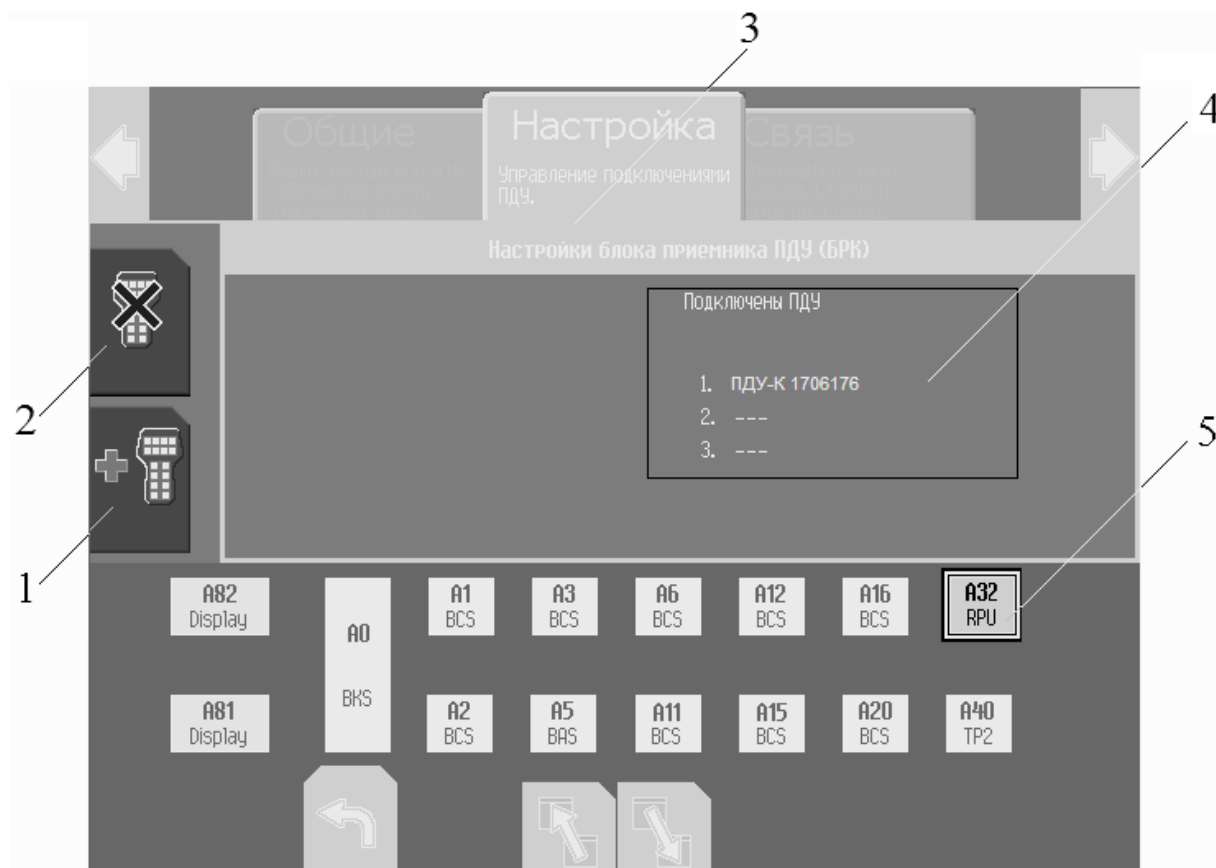 3
4
Общие
Настройка
Связь
Управление подключениями
ПДУ.
Настройки блока приемника ПДУ (БРК)
Подключены ПДУ
1. ПДУ-К 1706176
2. ---
3. ---
2
5
1
A82
Display
A0
BKS
A1
BCS
A3
BCS
A6
BCS
A12
BCS
A16
BCS
A32
RPU
A81
Display
A2
BCS
A5
BAS
A11
BCS
A15
BCS
A20
BCS
A40
TP2